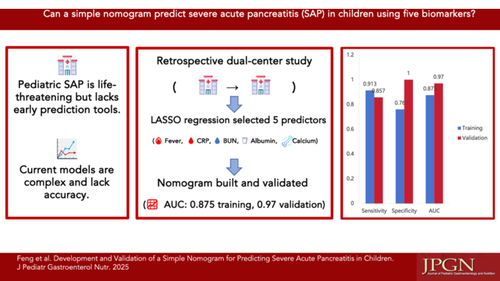 Can a simple nomogram predict severe acute pancreatitis (SAP) in children using five biomarkers?
Pediatric SAP is life-
threatening but lacks
early prediction tools.
Current models are
complex and lack
accuracy.
Retrospective dual-center study
( → )
LASSO regression selected 5 predictors
( Fever, CRP, BUN, Albumin, Calcium)
Nomogram built and validated
( AUC: 0.875 training, 0.97 validation)
1.2
1
0.8
0.6
0.4
0.2
0
0.913
0.857
0.76
1
0.87
0.97
Sensitivity Specificity AUC
Training
Validation
Feng et al. Development and Validation of a Simple Nomogram for Predicting Severe Acute Pancreatitis in Children.
J Pediatr Gastroenterol Nutr. 2025
JPGN
Journal of Pediatric Gastroenterology and Nutrition